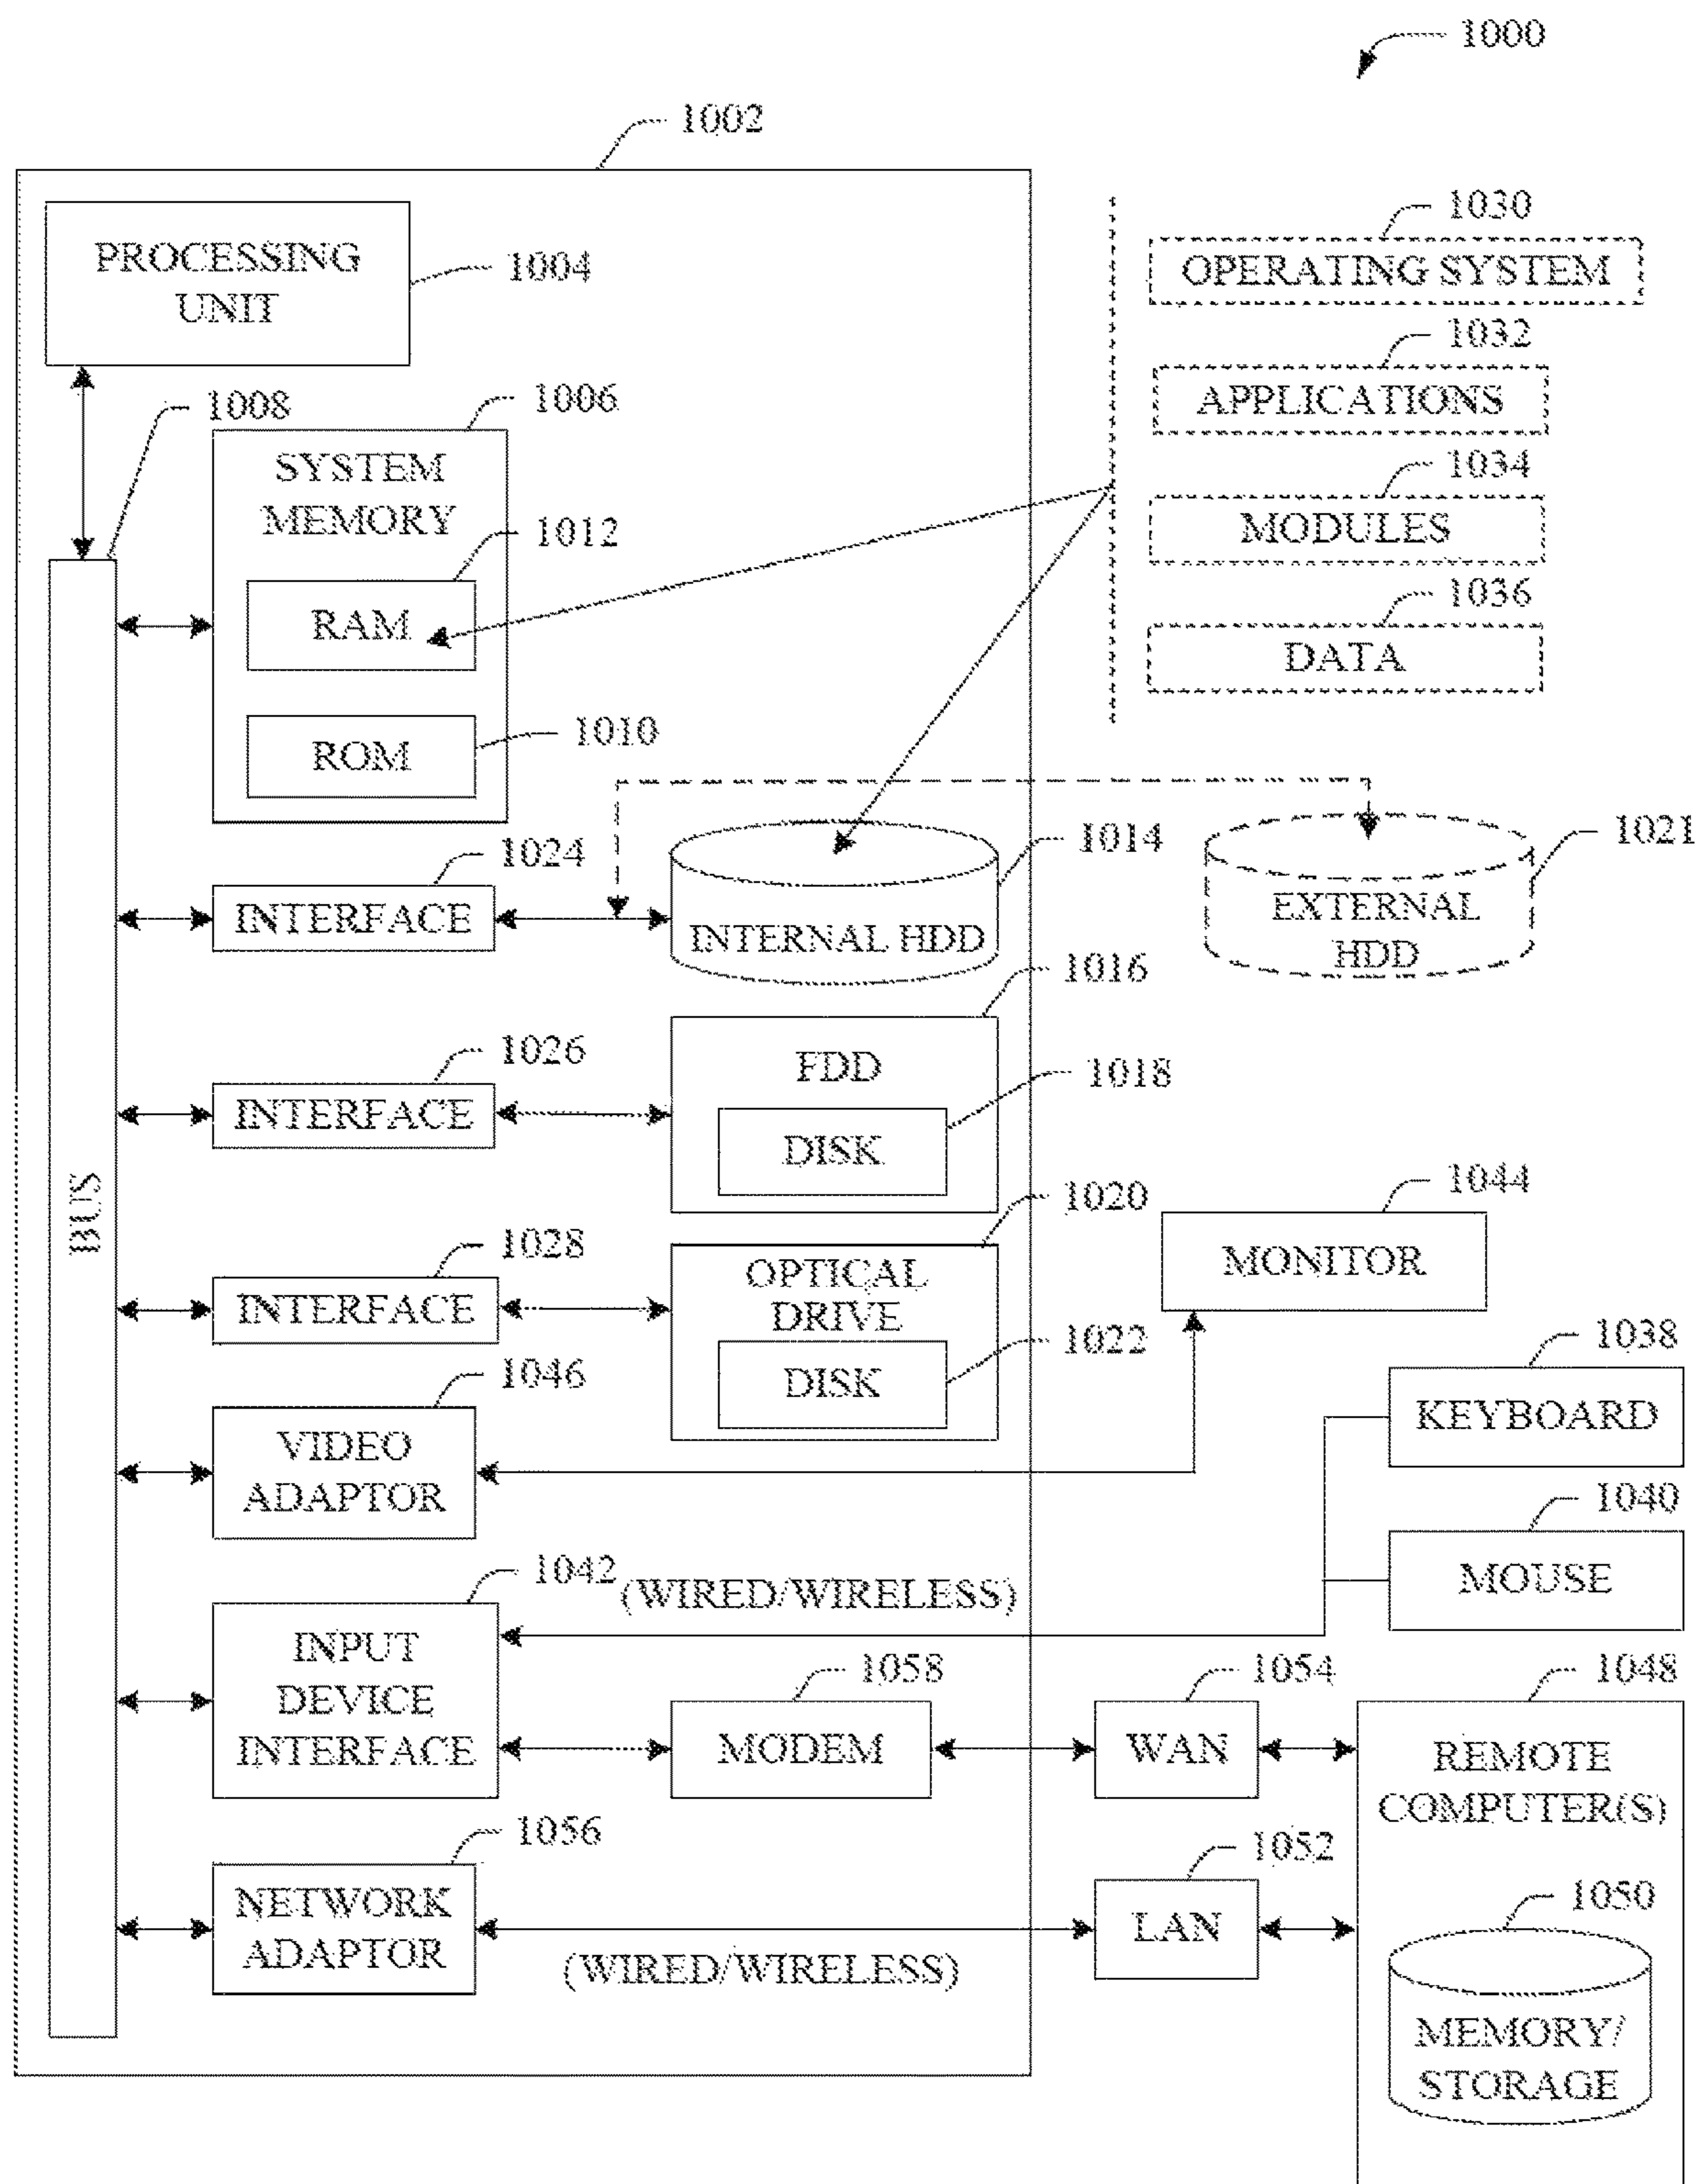 1000
1002
PROCESSING
UNIT
1004
1030
OPERATING SYSTEM
1032
APPLICATIONS
1034
MODULES
1036
DATA
1008
1006
SYSTEM
MEMORY
1012
RAM
1010
ROM
BUS
1024
INTERFACE
1014
INTERNAL HDD
1021
EXTERNAL
HDD
1026
INTERFACE
1016
FDD
1018
DISK
1028
INTERFACE
1020
OPTICAL
DRIVE
1022
DISK
1044
MONITOR
1046
VIDEO
ADAPTOR
1038
KEYBOARD
1040
MOUSE
1042
(WIRED/WIRELESS)
INPUT
DEVICE
INTERFACE
1058
MODEM
1054
WAN
1048
REMOTE
COMPUTER(S)
1056
NETWORK
ADAPTOR
(WIRED/WIRELESS)
1052
LAN
1050
MEMORY/
STORAGE